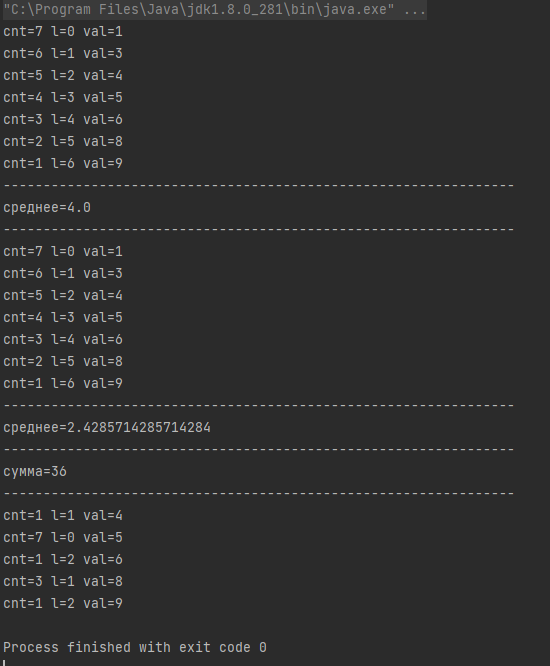 "C:\Program Files\Java\jdk1.8.0_281\bin\java.exe" ...
cnt=7 l=0 val=1
cnt=6 l=1 val=3
cnt=5 l=2 val=4
cnt=4 l=3 val=5
cnt=3 l=4 val=6
cnt=2 l=5 val=8
cnt=1 l=6 val=9
----------------------------------------------------------------
среднее=4.0
----------------------------------------------------------------
cnt=7 l=0 val=1
cnt=6 l=1 val=3
cnt=5 l=2 val=4
cnt=4 l=3 val=5
cnt=3 l=4 val=6
cnt=2 l=5 val=8
cnt=1 l=6 val=9
----------------------------------------------------------------
среднее=2.4285714285714284
----------------------------------------------------------------
сумма=36
----------------------------------------------------------------
cnt=1 l=1 val=4
cnt=7 l=0 val=5
cnt=1 l=2 val=6
cnt=3 l=1 val=8
cnt=1 l=2 val=9
Process finished with exit code 0